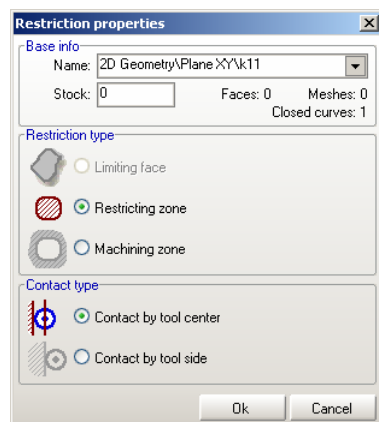 Restriction properties
Base info
Name: 2D Geometry\Plane XY\k11
Stock: 0 Faces: 0 Meshes: 0
Closed curves: 1
Restriction type
Limiting face
Restricting zone
Machining zone
Contact type
Contact by tool center
Contact by tool side
Ok Cancel